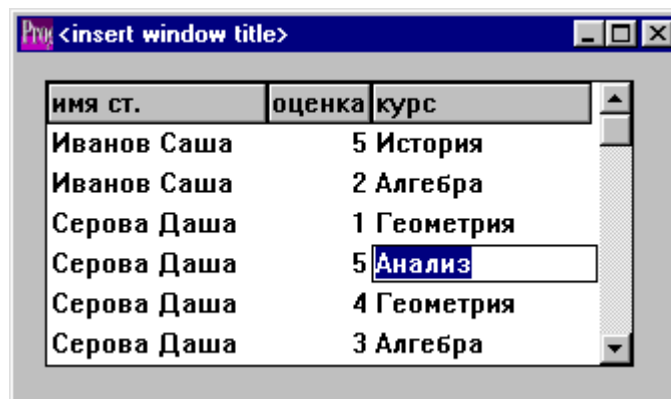 Prog <insert window title>
имя ст. оценка курс
Иванов Саша 5 История
Иванов Саша 2 Алгебра
Серова Даша 1 Геометрия
Серова Даша 5 Анализ
Серова Даша 4 Геометрия
Серова Даша 3 Алгебра